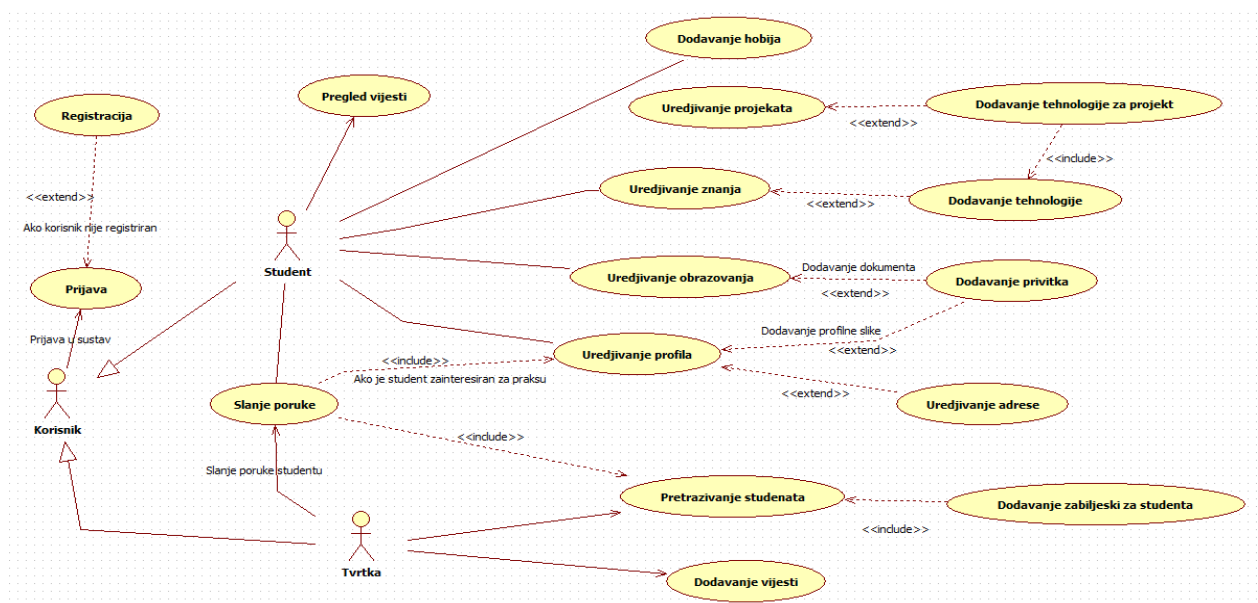 Dodavanje hobija
Pregled vijesti
Registracija
Uredjivanje projekata
Dodavanje tehnologije za projekt
<<extend>>
<<include>>
Uredjivanje znanja
Dodavanje tehnologije
<<extend>>
<<extend>>
Ako korisnik nije registriran
Student
Prijava
Uredjivanje obrazovanja
Dodavanje dokumenta
<<extend>>
Dodavanje privitka
Prijava u sustav
Dodavanje profilne slike
<<extend>>
Uredjivanje profila
<<include>>
Ako je student zainteresiran za praksu
<<extend>>
Uredjivanje adrese
Slanje poruke
Korisnik
<<include>>
Slanje poruke studentu
Pretrazivanje studenata
Dodavanje zabiljeski za studenta
<<include>>
Tvrtka
Dodavanje vijesti